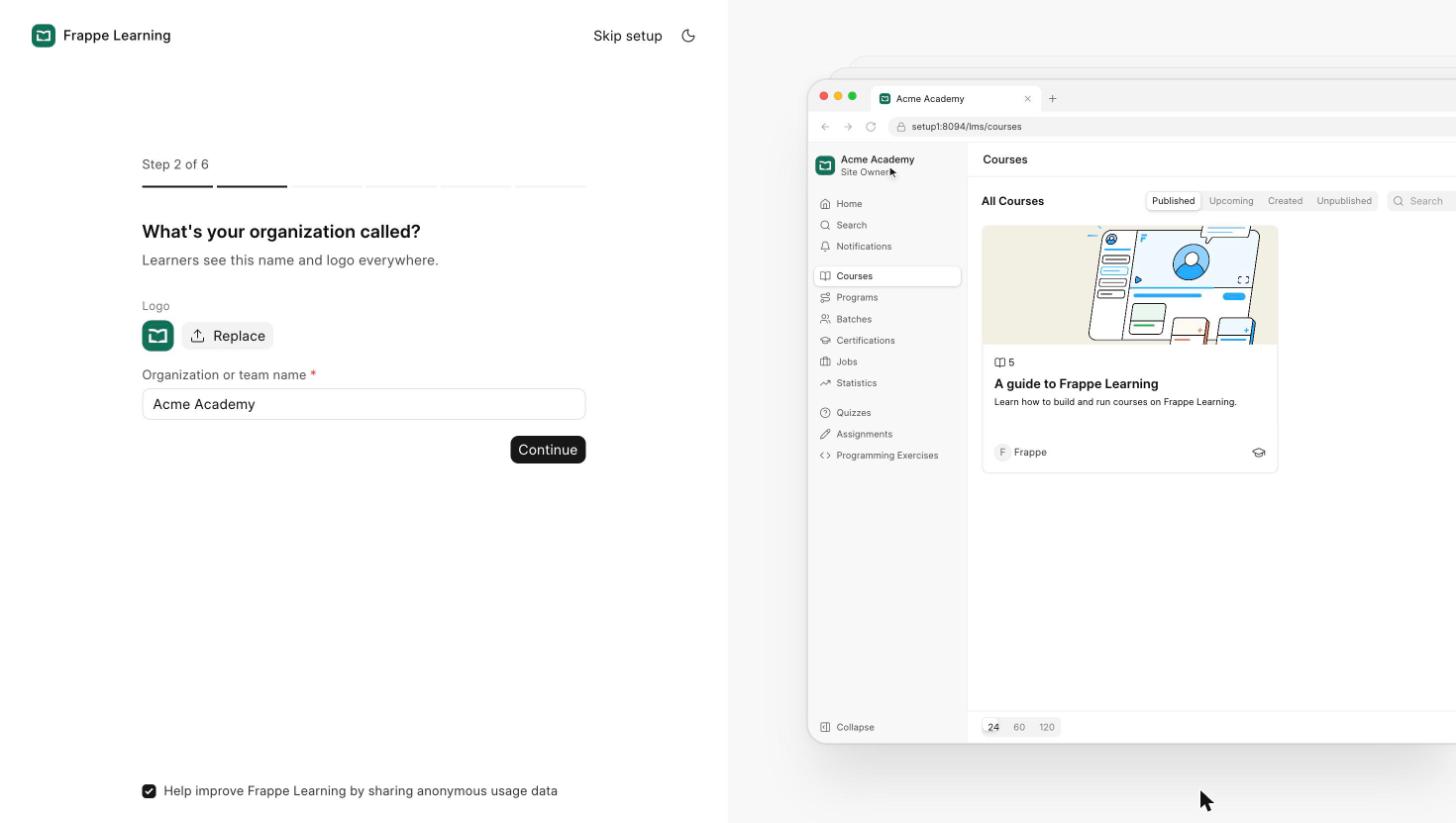 Frappe Learning
Skip setup
Step 2 of 6
What's your organization called?
Learners see this name and logo everywhere.
Logo
Replace
Organization or team name *
Acme Academy
Continue
Help improve Frappe Learning by sharing anonymous usage data
Acme Academy
setup1:8094/lms/courses
Acme Academy
Site Owner
Home
Search
Notifications
Courses
Programs
Batches
Certifications
Jobs
Statistics
Quizzes
Assignments
Programming Exercises
Collapse
Courses
All Courses
Published Upcoming Created Unpublished
Search
5
A guide to Frappe Learning
Learn how to build and run courses on Frappe Learning.
F Frappe
24 60 120